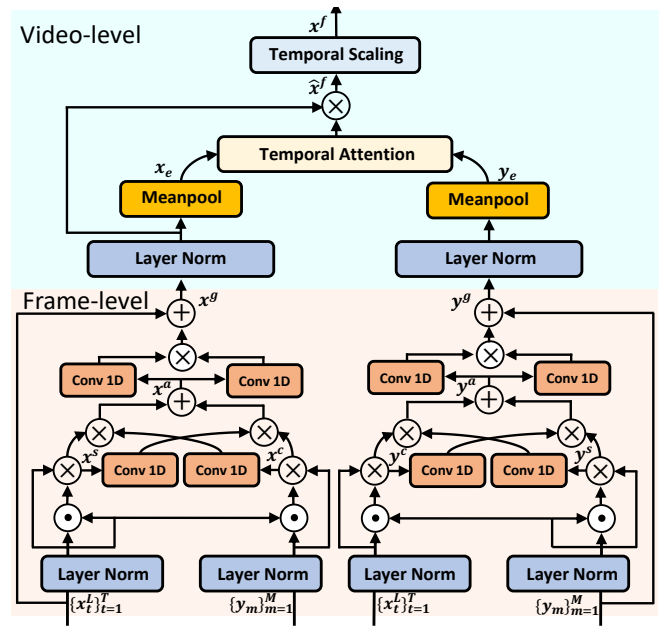 x^f
Video-level
Temporal Scaling
x̂^f
×
Temporal Attention
x_e
y_e
Meanpool
Meanpool
Layer Norm
Layer Norm
Frame-level
x^g
y^g
+
+
×
×
Conv 1D
Conv 1D
Conv 1D
Conv 1D
x^a
y^a
+
+
×
×
×
×
x^s
x^c
y^c
y^s
×
Conv 1D
Conv 1D
×
×
Conv 1D
Conv 1D
×
Layer Norm
Layer Norm
Layer Norm
Layer Norm
{x_t^L}_{t=1}^T
{y_m}_{m=1}^M
{x_t^L}_{t=1}^T
{y_m}_{m=1}^M